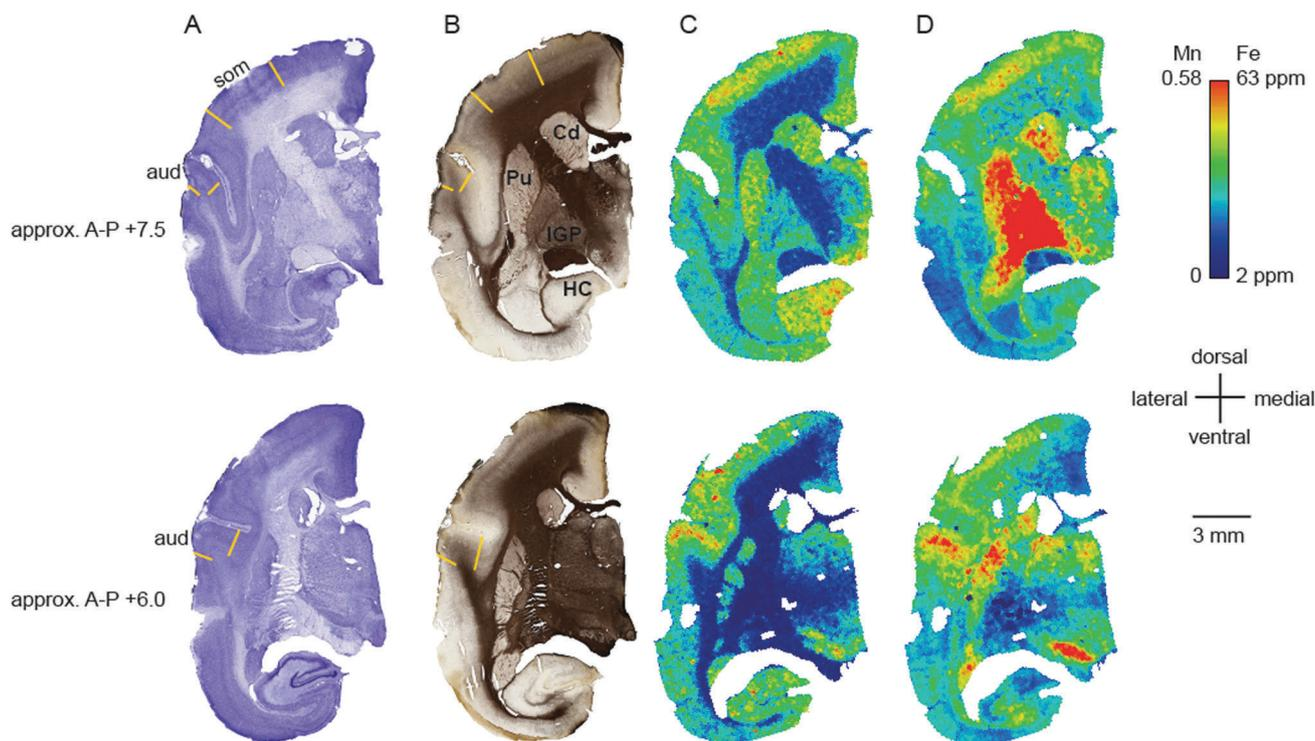 A B C D
Mn Fe
0.58 63 ppm
0 2 ppm
som
aud
approx. A-P +7.5
Cd
Pu
IGP
HC
dorsal
lateral medial
ventral
3 mm
aud
approx. A-P +6.0